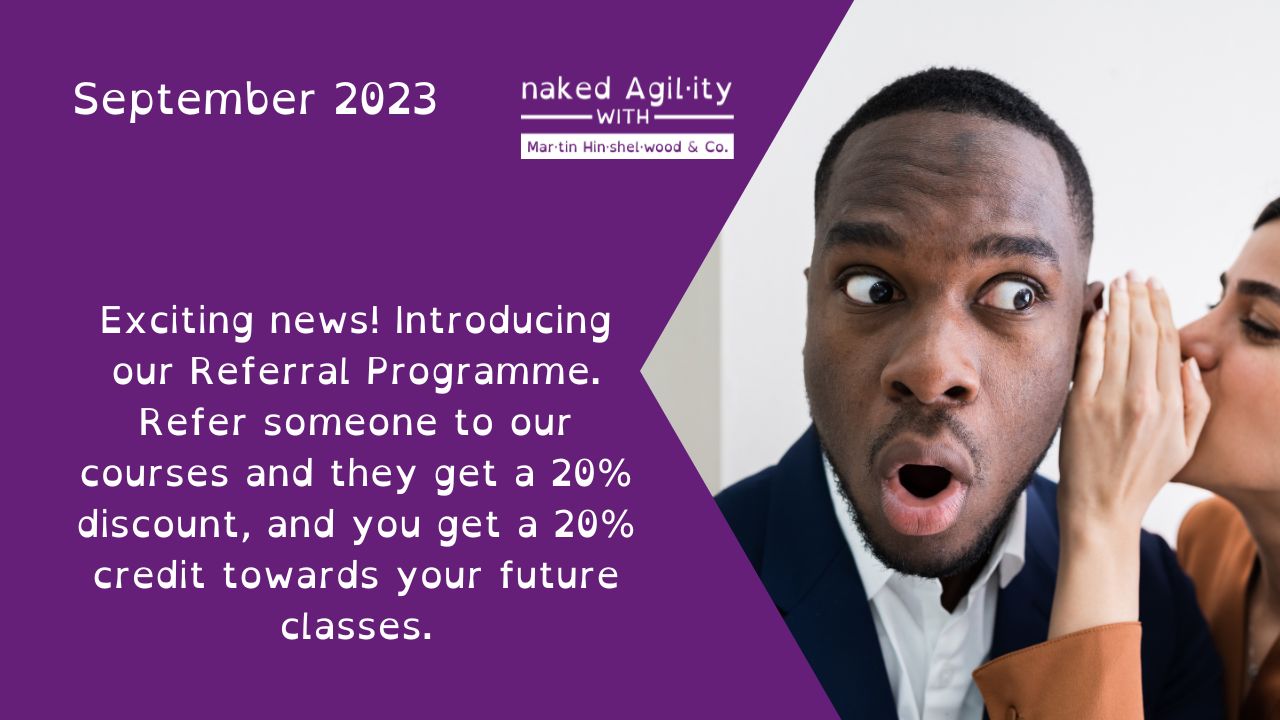 September 2023
naked Agil·ity
WITH
Mar·tin Hin·shel·wood & Co.
Exciting news! Introducing
our Referral Programme.
Refer someone to our
courses and they get a 20%
discount, and you get a 20%
credit towards your future
classes.